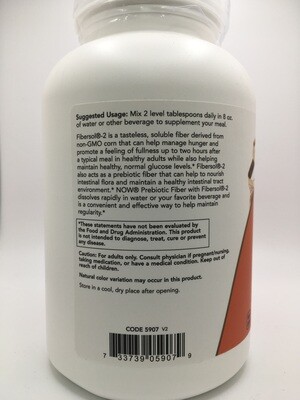 Suggested Usage: Mix 2 level tablespoons daily in 8 oz.
of water or other beverage to supplement your meal.
Fibersol®-2 is a tasteless, soluble fiber derived from
non-GMO corn that can help manage hunger and
promote a feeling of fullness up to two hours after
a typical meal in healthy adults while also helping
maintain healthy, normal glucose levels.* Fibersol®-2
also acts as a prebiotic fiber that can help to nourish
intestinal flora and maintain a healthy intestinal tract
environment.* NOW® Prebiotic Fiber with Fibersol®-2
dissolves rapidly in water or your favorite beverage and
is a convenient and effective way to help maintain
regularity.*
*These statements have not been evaluated by
the Food and Drug Administration. This product
is not intended to diagnose, treat, cure or prevent
any disease.
Caution: For adults only. Consult physician if pregnant/nursing,
taking medication, or have a medical condition. Keep out of
reach of children.
Natural color variation may occur in this product.
Store in a cool, dry place after opening.
CODE 5907 V2
7 33739 05907 9